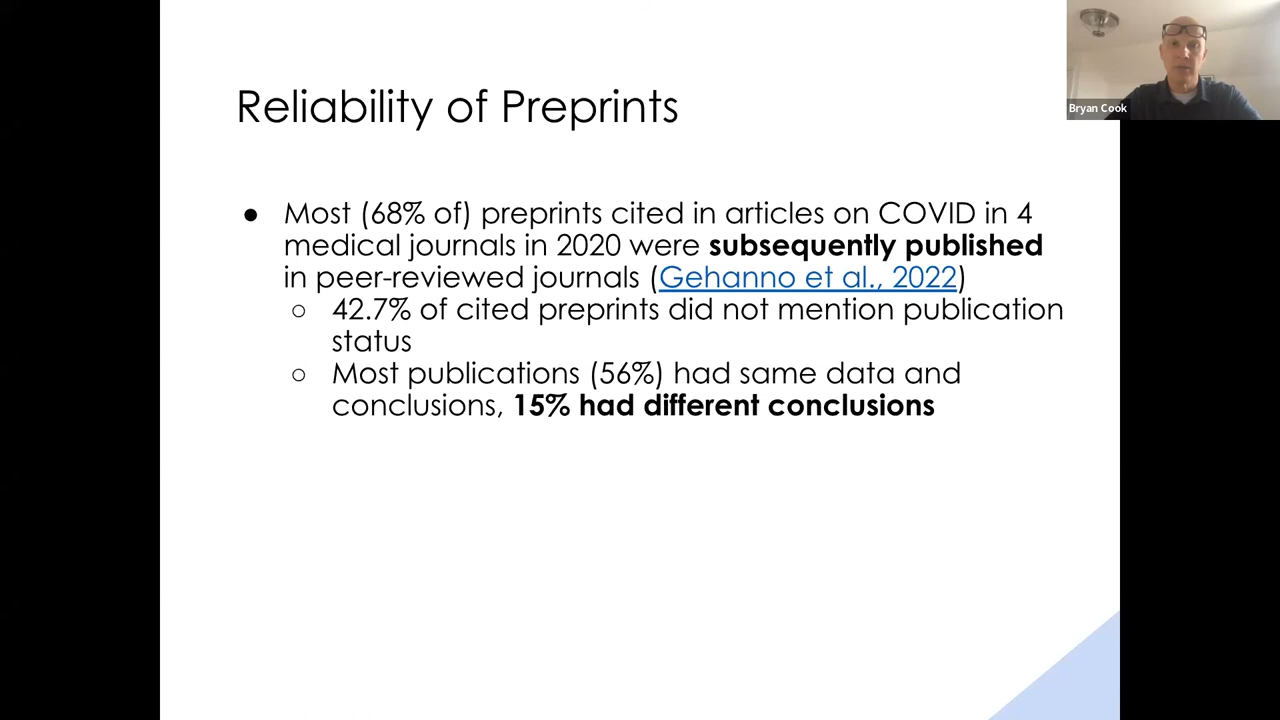 Reliability of Preprints
Bryan Cook
● Most (68% of) preprints cited in articles on COVID in 4
medical journals in 2020 were subsequently published
in peer-reviewed journals (Gehanno et al., 2022)
○ 42.7% of cited preprints did not mention publication
status
○ Most publications (56%) had same data and
conclusions, 15% had different conclusions